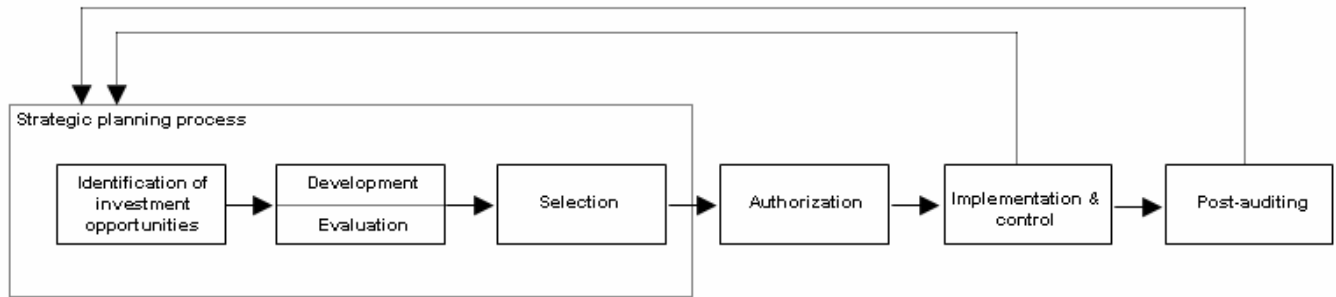 Strategic planning process
Identification of
investment
opportunities
Development
Evaluation
Selection
Authorization
Implementation &
control
Post-auditing